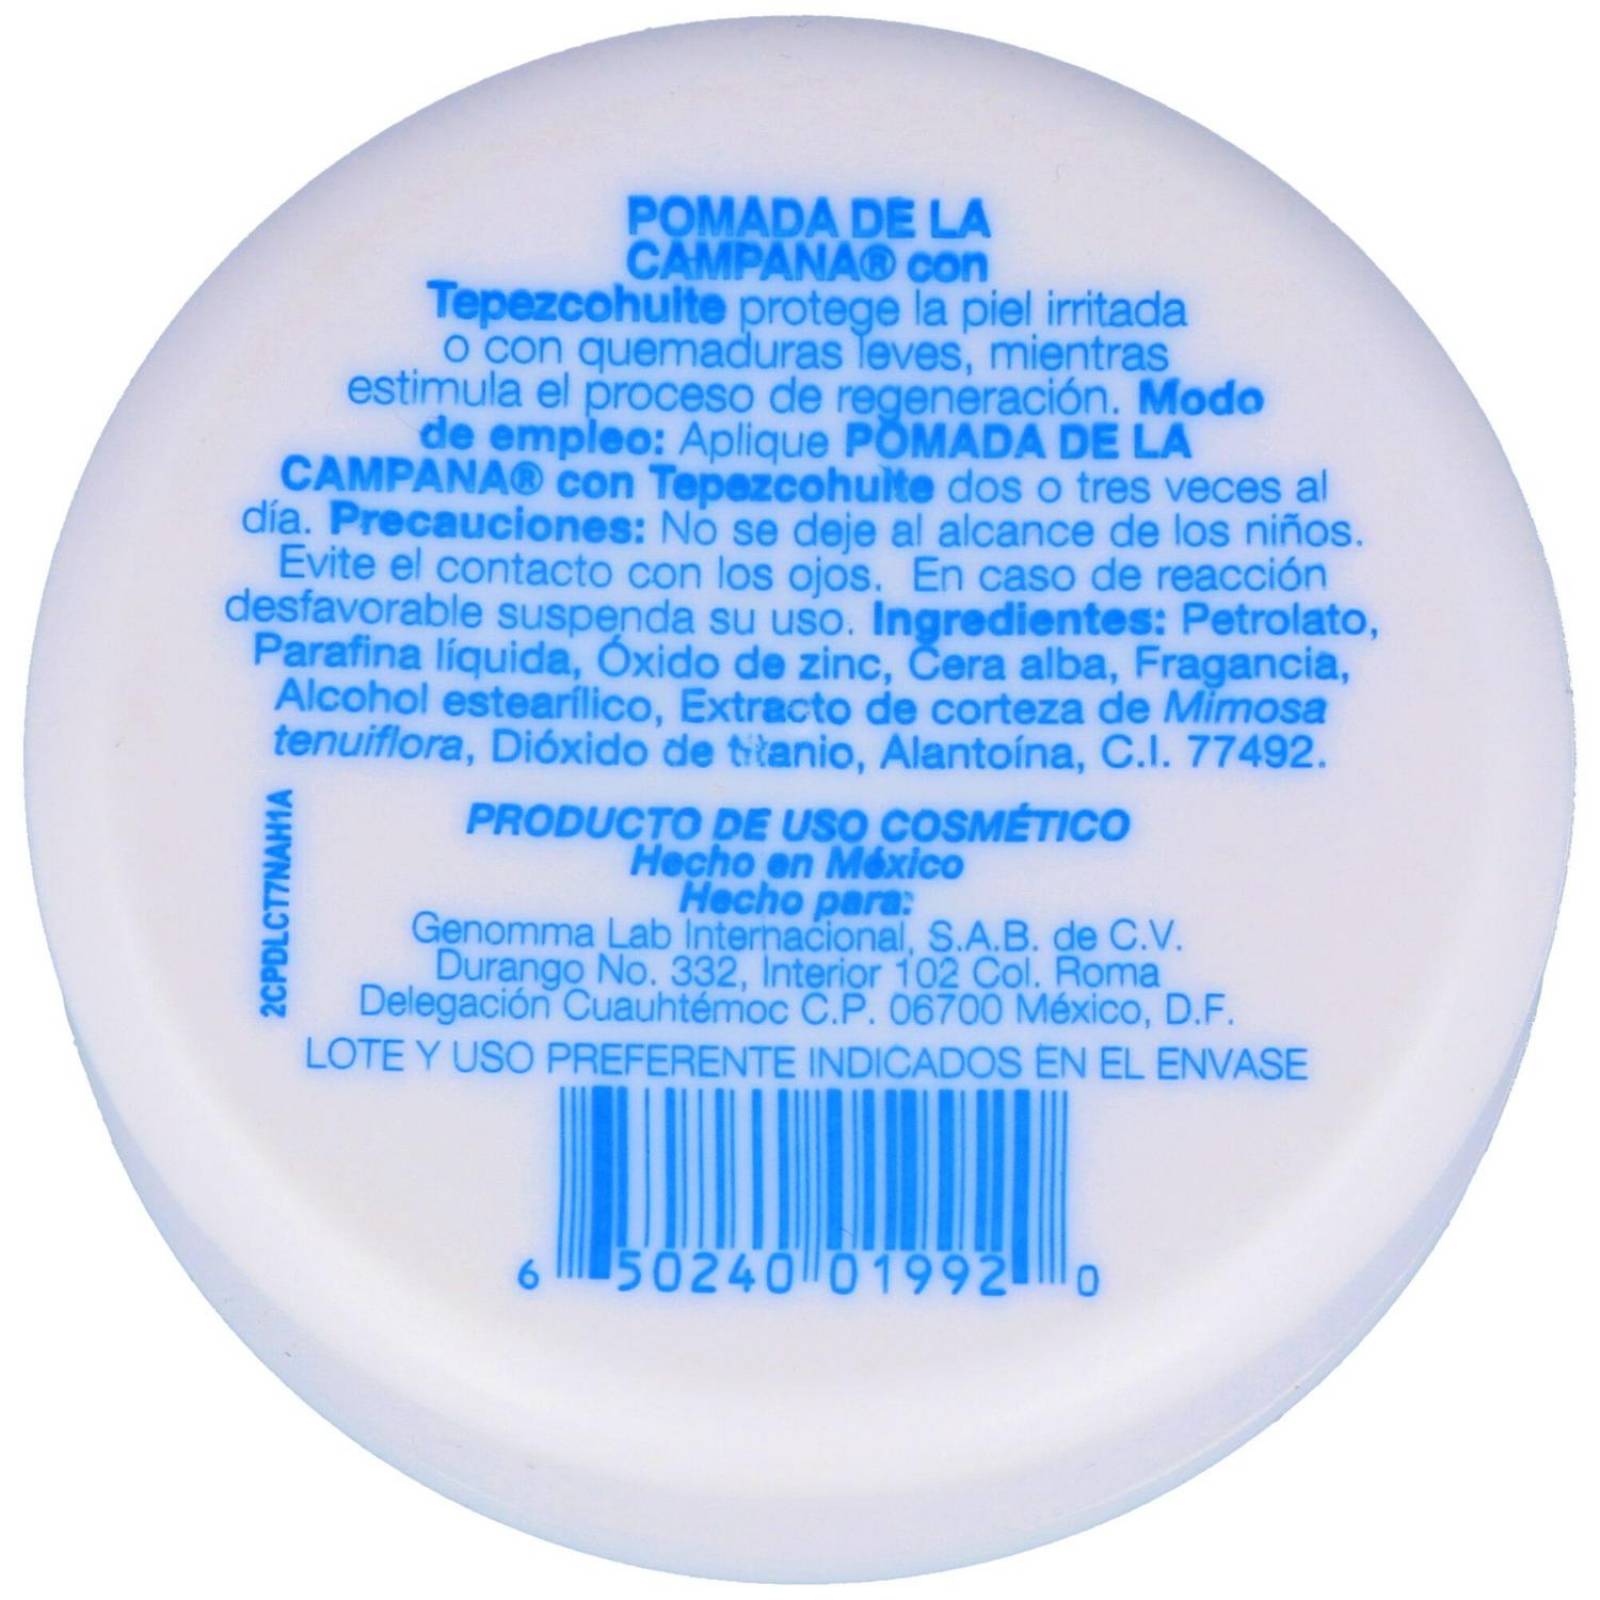 POMADA DE LA
CAMPANA® con
Tepezcohuite protege la piel irritada
o con quemaduras leves, mientras
estimula el proceso de regeneración. Modo
de empleo: Aplique POMADA DE LA
CAMPANA® con Tepezcohuite dos o tres veces al
día. Precauciones: No se deje al alcance de los niños.
Evite el contacto con los ojos. En caso de reacción
desfavorable suspenda su uso. Ingredientes: Petrolato,
Parafina líquida, Óxido de zinc, Cera alba, Fragancia,
Alcohol estearílico, Extracto de corteza de Mimosa
tenuiflora, Dióxido de titanio, Alantoína, C.I. 77492.
2CPDLCT7NAH1A
PRODUCTO DE USO COSMÉTICO
Hecho en México
Hecho para:
Genomma Lab Internacional, S.A.B. de C.V.
Durango No. 332, Interior 102 Col. Roma
Delegación Cuauhtémoc C.P. 06700 México, D.F.
LOTE Y USO PREFERENTE INDICADOS EN EL ENVASE
6 50240 01992 0